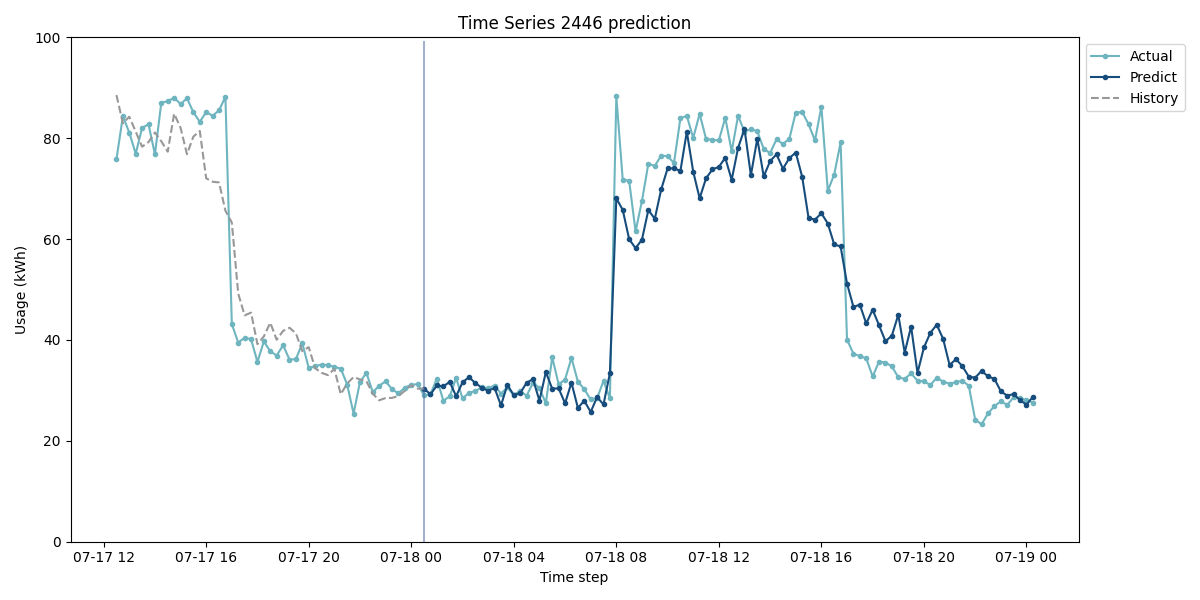 Time Series 2446 prediction
100
80
60
40
20
0
Usage (kWh)
07-17 12
07-17 16
07-17 20
07-18 00
07-18 04
07-18 08
07-18 12
07-18 16
07-18 20
07-19 00
Time step
Actual
Predict
History